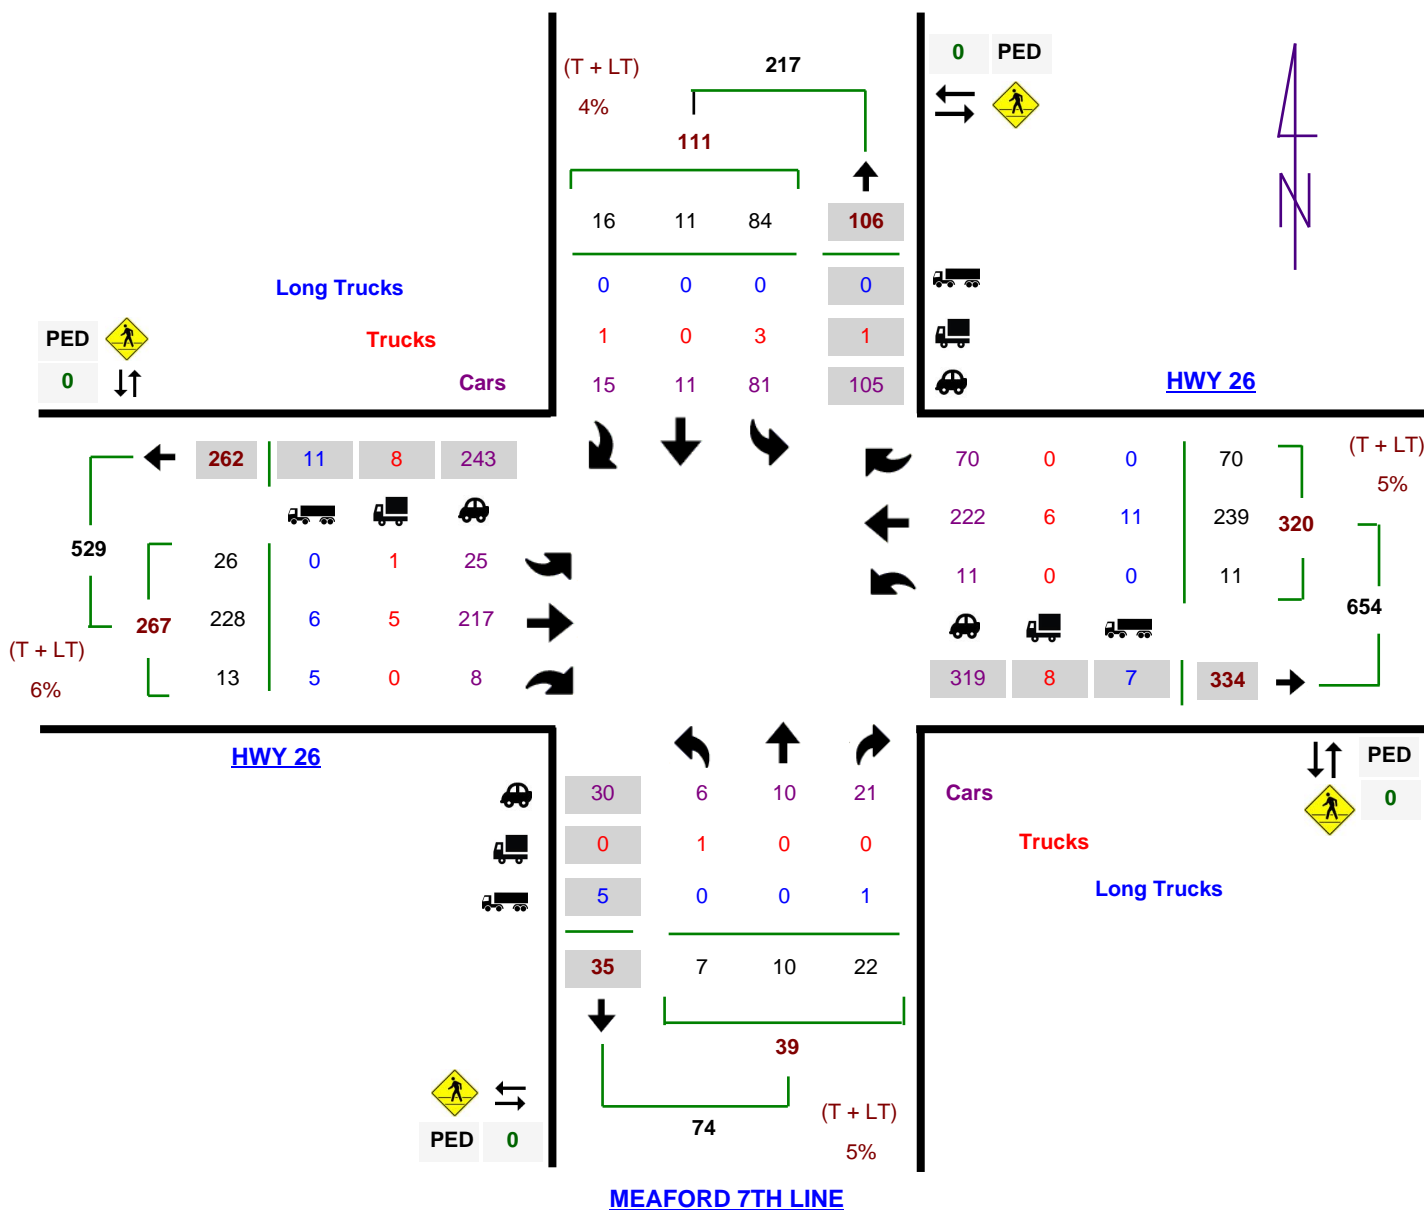 0 PED
(T + LT) 217
4%
111
16 11 84 106
Long Trucks 0 0 0 0
PED Trucks 1 0 3 1
0 Cars 15 11 81 105 HWY 26
N
262 11 8 243 70 0 0 70 (T + LT)
5%
222 6 11 239 320
529 26 0 1 25 11 0 0 11
267 228 6 5 217 654
(T + LT)
6% 13 5 0 8 319 8 7 334
HWY 26 PED
30 6 10 21 Cars 0
0 1 0 0 Trucks
5 0 0 1 Long Trucks
35 7 10 22
39
74 (T + LT)
PED 0 5%
MEAFORD 7TH LINE